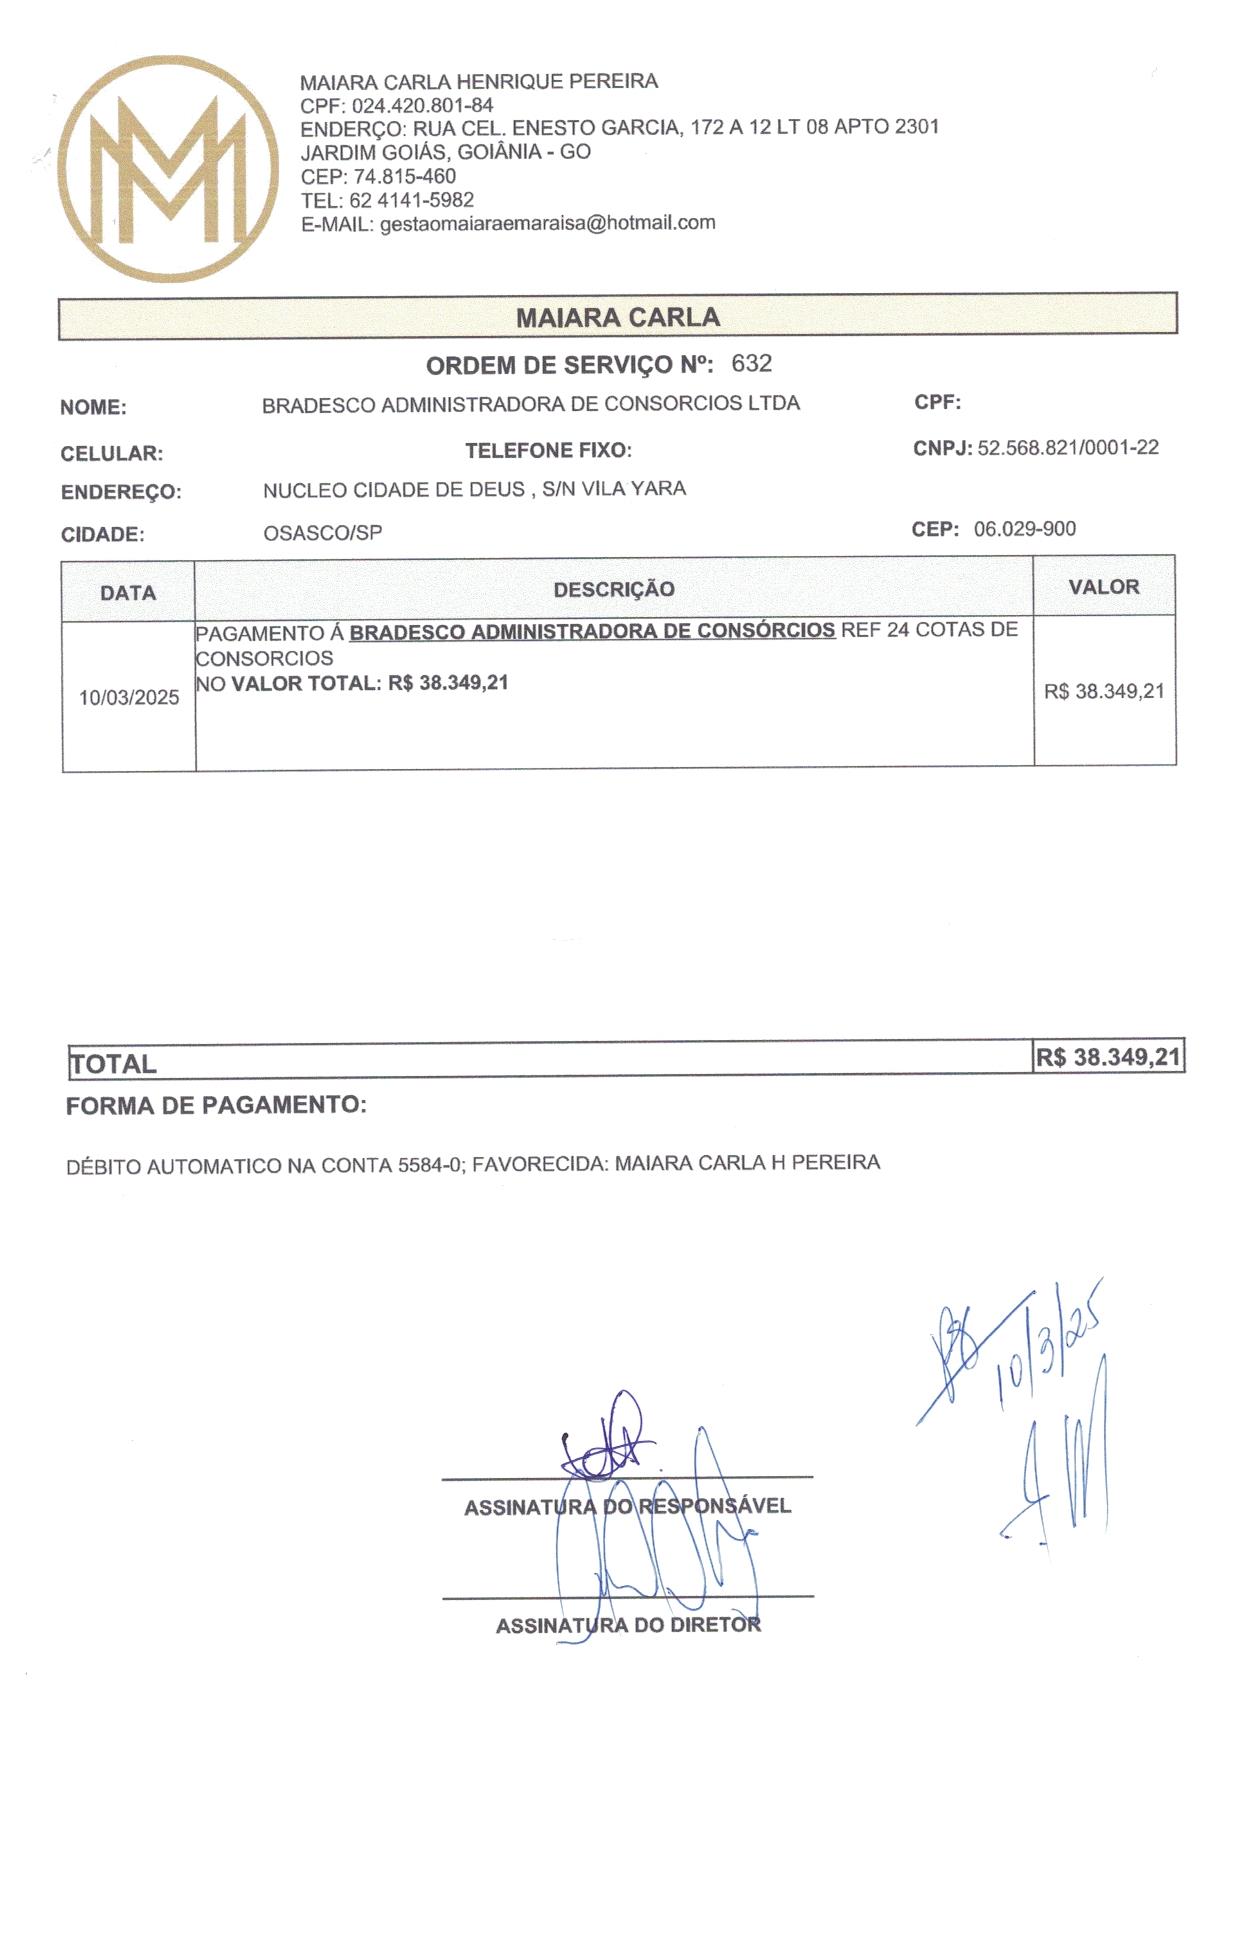 MAIARA CARLA HENRIQUE PEREIRA
CPF: 024.420.801-84
ENDERÇO: RUA CEL. ENESTO GARCIA, 172 A 12 LT 08 APTO 2301
JARDIM GOIÁS, GOIÂNIA - GO
CEP: 74.815-460
TEL: 62 4141-5982
E-MAIL: gestaomaiaraemaraisa@hotmail.com
MAIARA CARLA
ORDEM DE SERVIÇO Nº: 632
NOME: BRADESCO ADMINISTRADORA DE CONSORCIOS LTDA CPF:
CELULAR: TELEFONE FIXO: CNPJ: 52.568.821/0001-22
ENDEREÇO: NUCLEO CIDADE DE DEUS , S/N VILA YARA
CIDADE: OSASCO/SP CEP: 06.029-900
DATA DESCRIÇÃO VALOR
PAGAMENTO Á BRADESCO ADMINISTRADORA DE CONSÓRCIOS REF 24 COTAS DE
CONSORCIOS
NO VALOR TOTAL: R$ 38.349,21
10/03/2025 R$ 38.349,21
TOTAL R$ 38.349,21
FORMA DE PAGAMENTO:
DÉBITO AUTOMATICO NA CONTA 5584-0; FAVORECIDA: MAIARA CARLA H PEREIRA
10/3/25
ASSINATURA DO RESPONSÁVEL
ASSINATURA DO DIRETOR